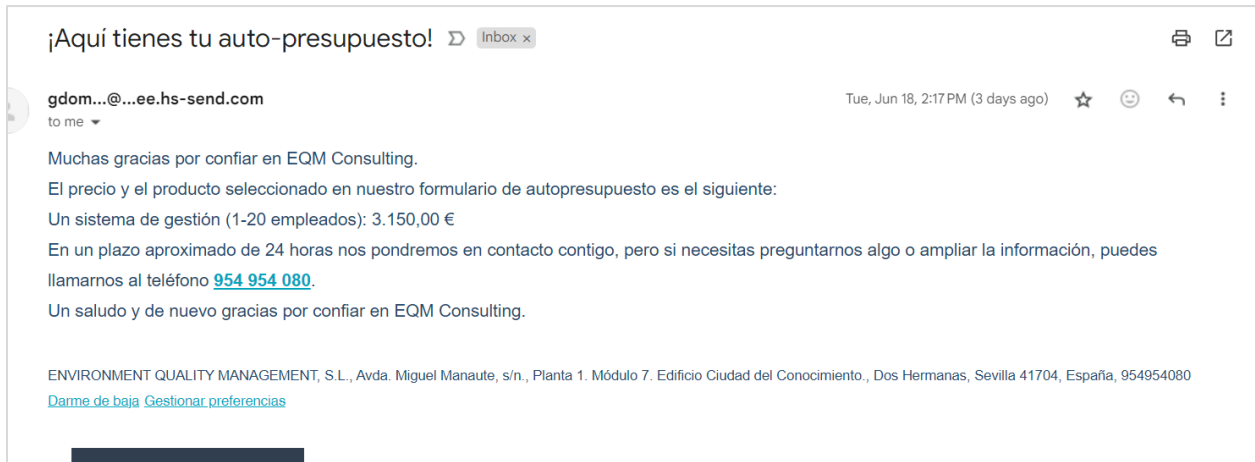 ¡Aquí tienes tu auto-presupuesto! Inbox ×
gdom...@...ee.hs-send.com Tue, Jun 18, 2:17 PM (3 days ago)
to me
Muchas gracias por confiar en EQM Consulting.
El precio y el producto seleccionado en nuestro formulario de autopresupuesto es el siguiente:
Un sistema de gestión (1-20 empleados): 3.150,00 €
En un plazo aproximado de 24 horas nos pondremos en contacto contigo, pero si necesitas preguntarnos algo o ampliar la información, puedes
llamarnos al teléfono 954 954 080.
Un saludo y de nuevo gracias por confiar en EQM Consulting.
ENVIRONMENT QUALITY MANAGEMENT, S.L., Avda. Miguel Manaute, s/n., Planta 1. Módulo 7. Edificio Ciudad del Conocimiento., Dos Hermanas, Sevilla 41704, España, 954954080
Darme de baja Gestionar preferencias